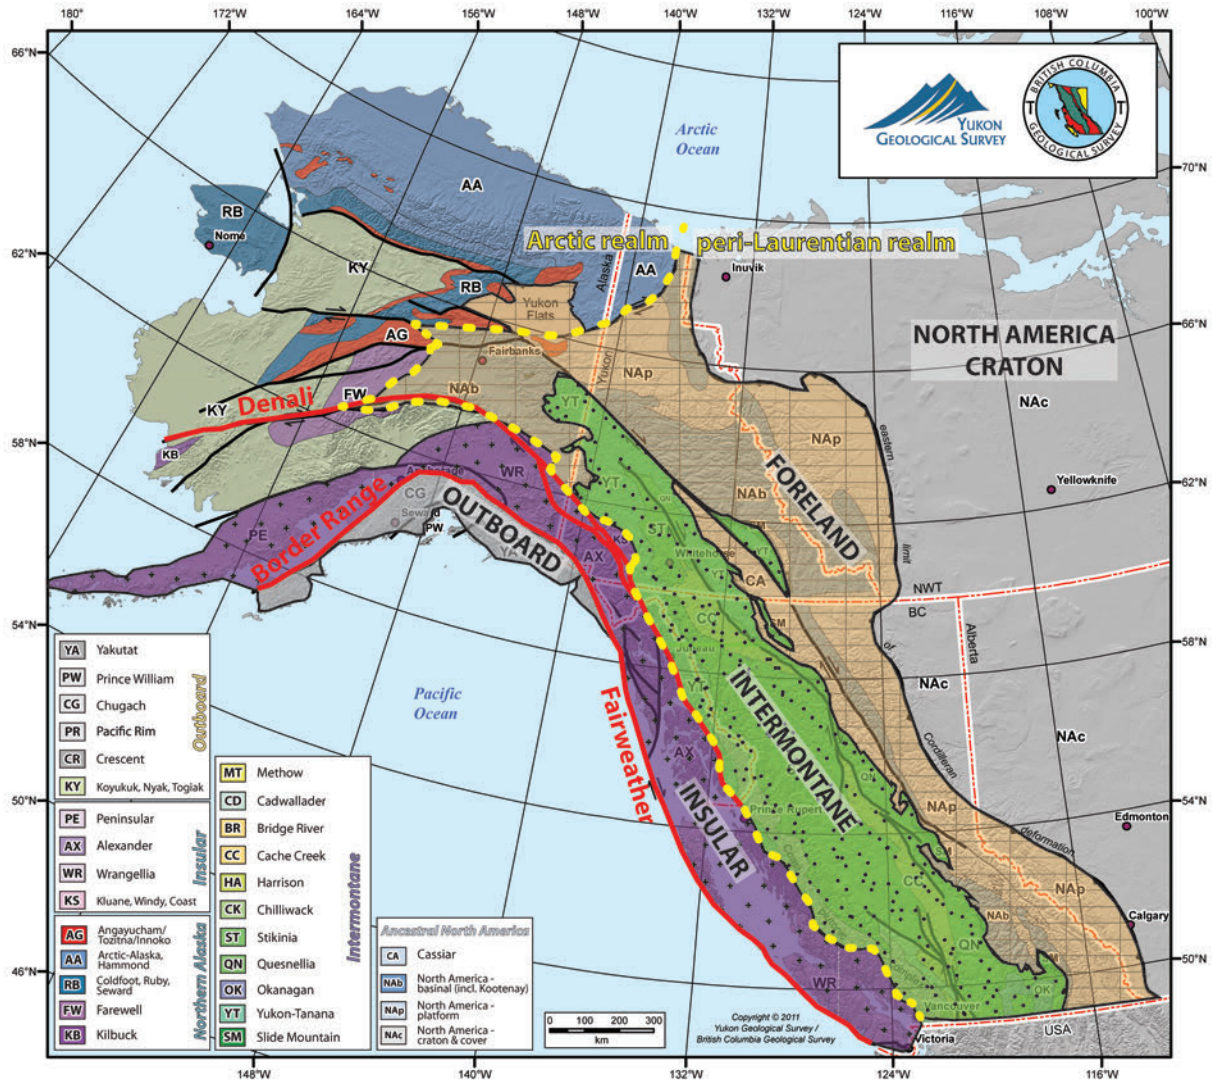 180°
172°W
164°W
156°W
148°W
140°W
132°W
124°W
116°W
108°W
100°W
66°N
62°N
58°N
54°N
50°N
46°N
70°N
66°N
62°N
58°N
54°N
50°N
148°W
140°W
132°W
124°W
116°W
YUKON
GEOLOGICAL SURVEY
BRITISH COLUMBIA
GEOLOGICAL SURVEY
Arctic
Ocean
AA
RB
Nome
KY
RB
Arctic realm
peri-Laurentian realm
Alaska
AA
Inuvik
Yukon
Flats
AG
Fairbanks
Yukon
NAp
NORTH AMERICA
CRATON
NAc
FW
NAb
KY
Denali
YT
NAp
eastern
KB
WR
Anchorage
CG
Seward
PW
YA
OUTBOARD
PE
Border Range
YT
QN
ST
NAb
FORELAND
Yellowknife
KS
AX
Whitehorse
YT
SM
YT
CA
limit
NWT
BC
CC
SM
Juneau
YT
of
Alberta
NAc
NAc
Pacific
Ocean
Fairweather
INTERMONTANE
AX
INSULAR
QN
Cordilleran
Prince Rupert
NAp
deformation
Edmonton
SM
CC
NAp
NAb
Calgary
QN
SM
OK
WR
Vancouver
Victoria
USA
YA Yakutat
PW Prince William
CG Chugach
PR Pacific Rim
CR Crescent
KY Koyukuk, Nyak, Togiak
Outboard
PE Peninsular
AX Alexander
WR Wrangellia
KS Kluane, Windy, Coast
Insular
AG Angayucham/
Tozitna/Innoko
AA Arctic-Alaska,
Hammond
RB Coldfoot, Ruby,
Seward
FW Farewell
KB Kilbuck
Northern Alaska
MT Methow
CD Cadwallader
BR Bridge River
CC Cache Creek
HA Harrison
CK Chilliwack
ST Stikinia
QN Quesnellia
OK Okanagan
YT Yukon-Tanana
SM Slide Mountain
Intermontane
Ancestral North America
CA Cassiar
NAb North America -
basinal (incl. Kootenay)
NAp North America -
platform
NAc North America -
craton & cover
0 100 200 300
km
Copyright © 2011
Yukon Geological Survey /
British Columbia Geological Survey